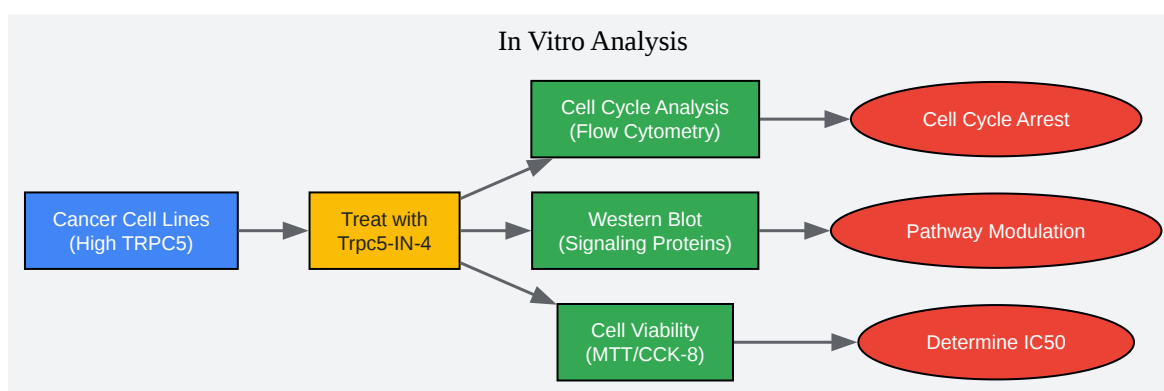 In Vitro Analysis
Cell Cycle Analysis
(Flow Cytometry)
Cell Cycle Arrest
Cancer Cell Lines
(High TRPC5)
Treat with
Trpc5-IN-4
Western Blot
(Signaling Proteins)
Pathway Modulation
Cell Viability
(MTT/CCK-8)
Determine IC50